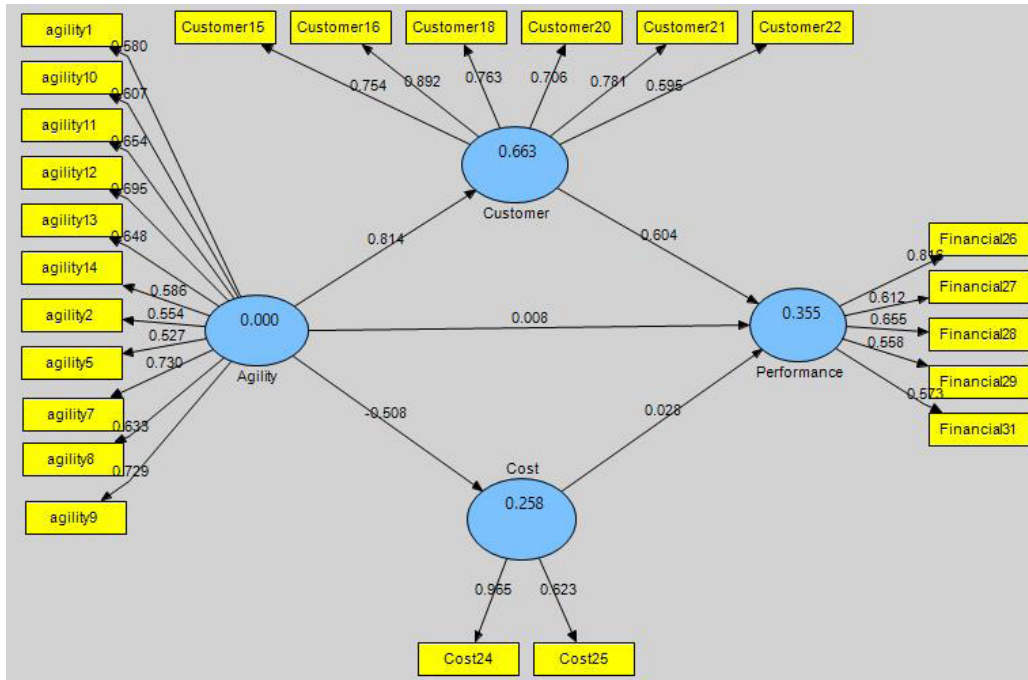 agility1
agility10
agility11
agility12
agility13
agility14
agility2
agility5
agility7
agility8
agility9
0.580
0.607
0.654
0.695
0.648
0.586
0.554
0.527
0.730
0.633
0.729
Customer15
Customer16
Customer18
Customer20
Customer21
Customer22
0.754
0.892
0.763
0.706
0.781
0.595
0.663
Customer
0.814
0.604
0.000
Agility
0.008
0.355
Performance
-0.508
0.028
Cost
0.258
0.965
0.623
Cost24
Cost25
0.816
0.612
0.655
0.558
0.573
Financial26
Financial27
Financial28
Financial29
Financial31